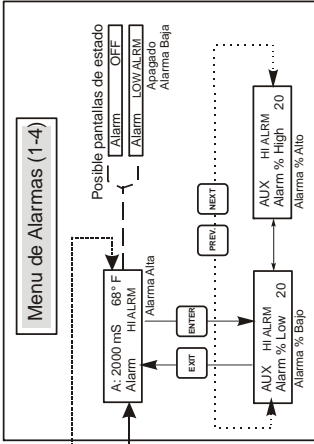 Menu de Alarmas (1-4)
Posible pantallas de estado
Alarm OFF
Alarm LOW ALRM
Apagado
Alarma Baja
A: 2000 mS 68° F
Alarm HI ALRM
Alarma Alta
EXIT
ENTER
PREV.
NEXT
AUX HI ALRM
Alarm % Low 20
Alarma % Bajo
AUX HI ALRM
Alarm % High 20
Alarma % Alto